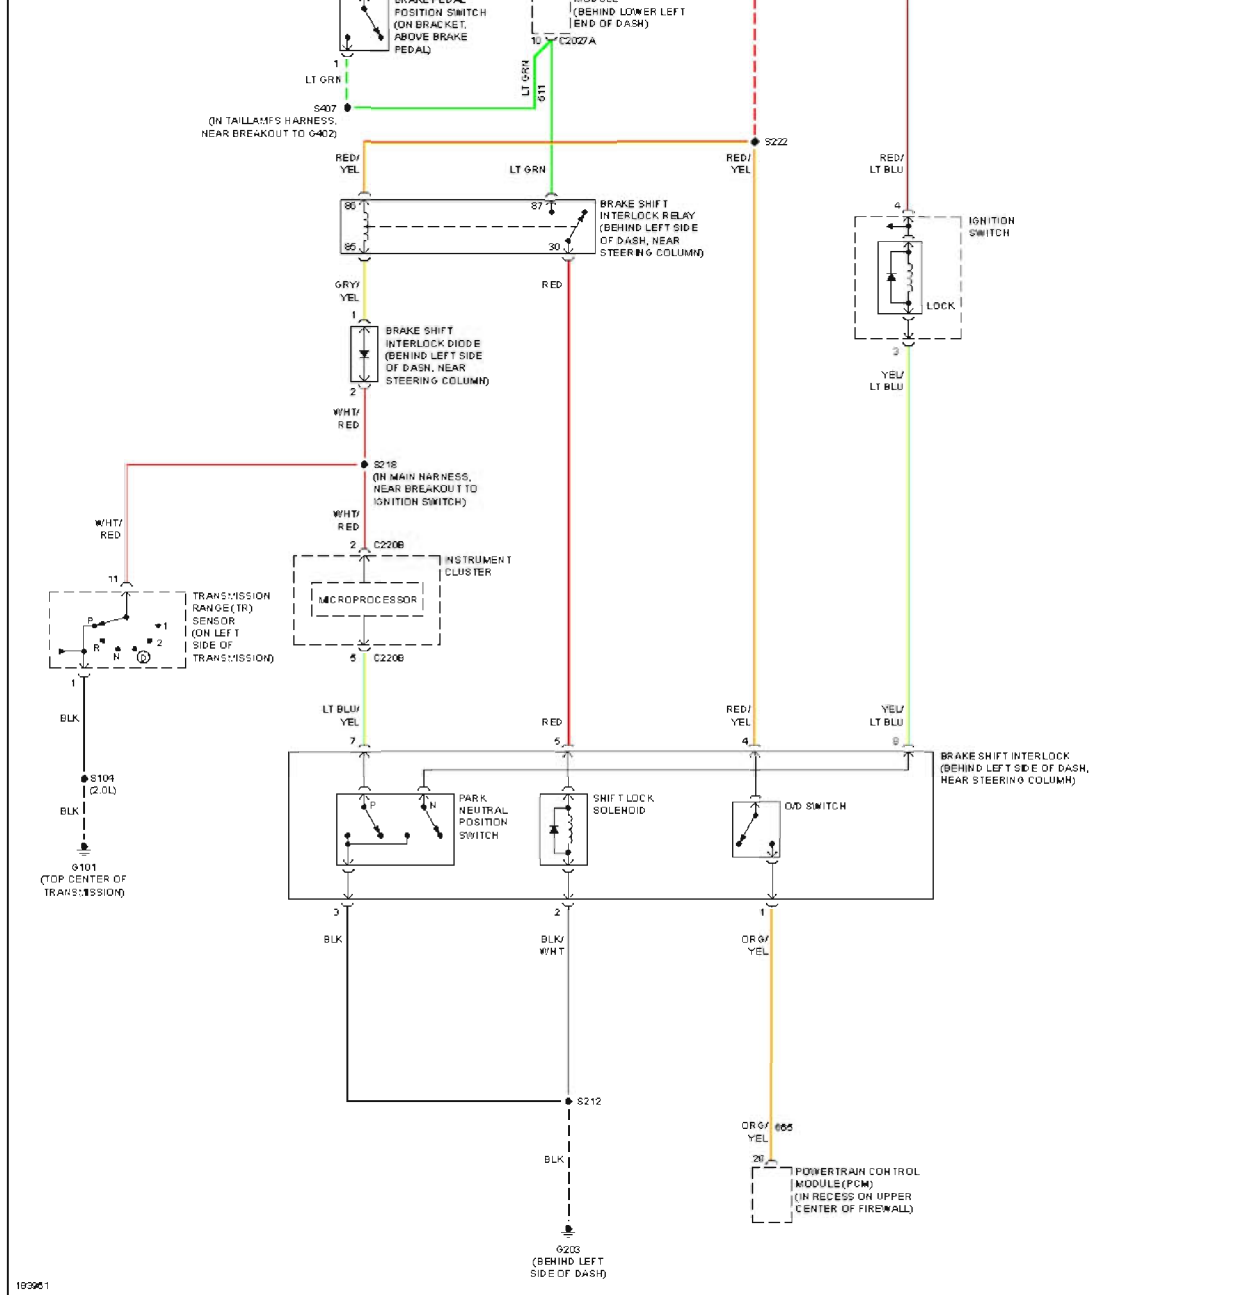 POSITION SWITCH
(ON BRACKET,
ABOVE BRAKE
PEDAL)
(BEHIND LOWER LEFT
END OF DASH)
10 C2027A
1
LT GRN
LT GRN
611
S407
(IN TAILLAMPS HARNESS,
NEAR BREAKOUT TO G402)
S222
RED/
YEL
LT GRN
RED/
YEL
RED/
LT BLU
86
87
85
30
BRAKE SHIFT
INTERLOCK RELAY
(BEHIND LEFT SIDE
OF DASH, NEAR
STEERING COLUMN)
4
IGNITION
SWITCH
LOCK
3
YEL/
LT BLU
GRY/
YEL
RED
1
BRAKE SHIFT
INTERLOCK DIODE
(BEHIND LEFT SIDE
OF DASH, NEAR
STEERING COLUMN)
2
WHT/
RED
S218
(IN MAIN HARNESS,
NEAR BREAKOUT TO
IGNITION SWITCH)
WHT/
RED
WHT/
RED
2 C220B
INSTRUMENT
CLUSTER
MICROPROCESSOR
C220B
11
TRANSMISSION
RANGE (TR)
SENSOR
(ON LEFT
SIDE OF
TRANSMISSION)
P
R
N
D
2
1
1
BLK
S104
(2.0L)
BLK
G101
(TOP CENTER OF
TRANSMISSION)
LT BLU/
YEL
RED
RED/
YEL
YEL/
LT BLU
7
4
BRAKE SHIFT INTERLOCK
(BEHIND LEFT SIDE OF DASH,
NEAR STEERING COLUMN)
P
N
PARK
NEUTRAL
POSITION
SWITCH
SHIFT LOCK
SOLENOID
O/D SWITCH
3
2
1
BLK
BLK/
WHT
ORG/
YEL
S212
BLK
G203
(BEHIND LEFT
SIDE OF DASH)
ORG/
YEL
POWERTRAIN CONTROL
MODULE (PCM)
(IN RECESS ON UPPER
CENTER OF FIREWALL)